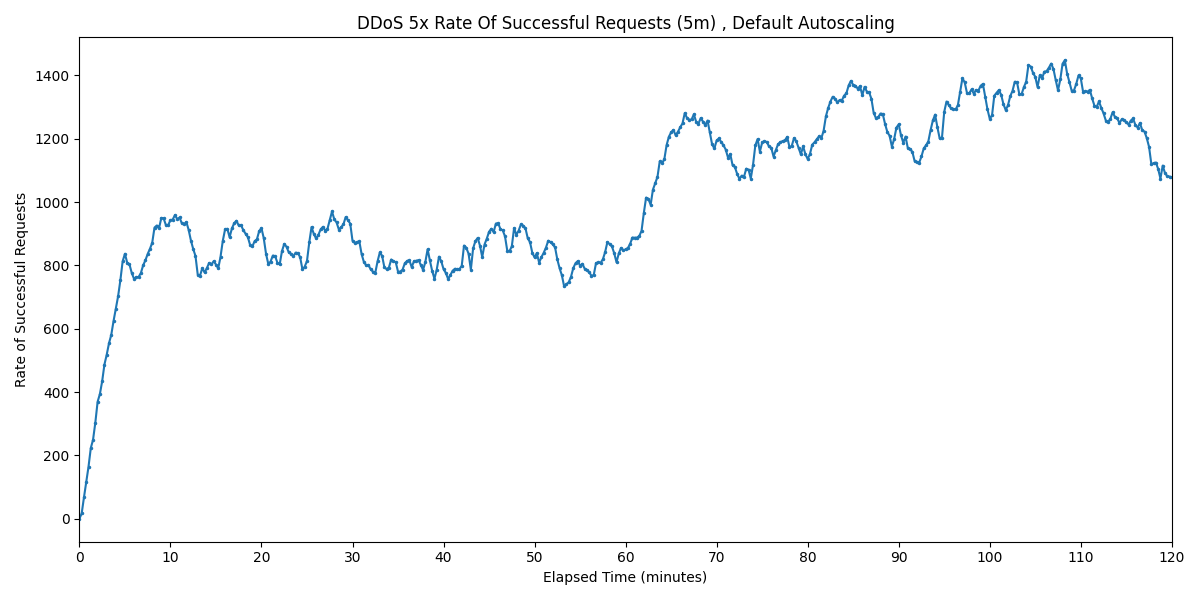 DDoS 5x Rate Of Successful Requests (5m) , Default Autoscaling
Rate of Successful Requests
1400
1200
1000
800
600
400
200
0
0 10 20 30 40 50 60 70 80 90 100 110 120
Elapsed Time (minutes)